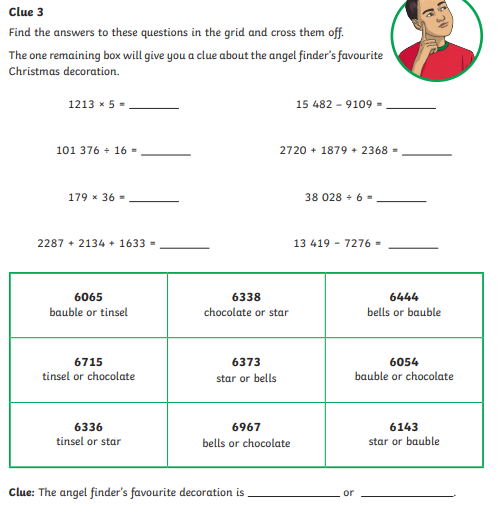 Clue 3
Find the answers to these questions in the grid and cross them off.
The one remaining box will give you a clue about the angel finder's favourite
Christmas decoration.
1213 × 5 = ________ 15 482 – 9109 = ________
101 376 ÷ 16 = ________ 2720 + 1879 + 2368 = ________
179 × 36 = ________ 38 028 ÷ 6 = ________
2287 + 2134 + 1633 = ________ 13 419 – 7276 = ________
6065 6338 6444
bauble or tinsel chocolate or star bells or bauble
6715 6373 6054
tinsel or chocolate star or bells bauble or chocolate
6336 6967 6143
tinsel or star bells or chocolate star or bauble
Clue: The angel finder's favourite decoration is ________________ or ________________.